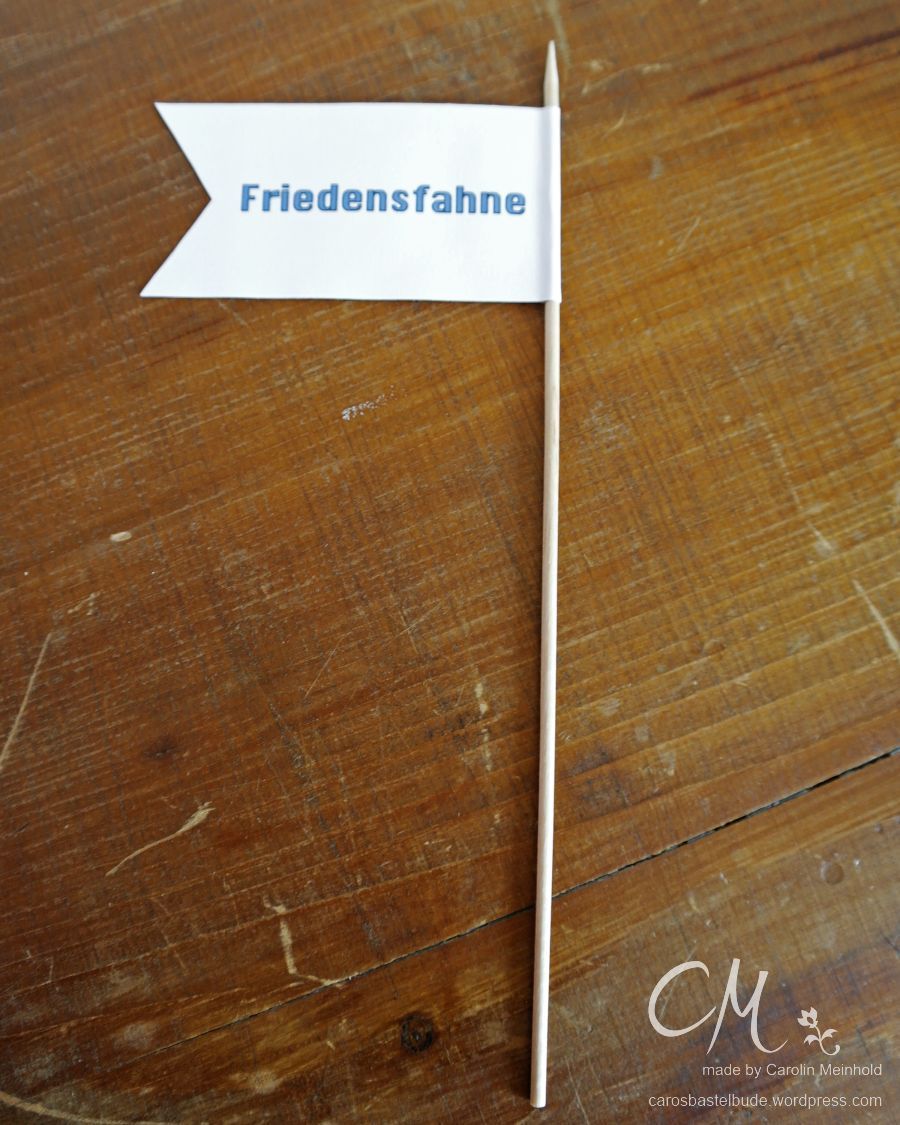 Friedensfahne
CM
made by Carolin Meinhold
carosbastelbude.wordpress.com